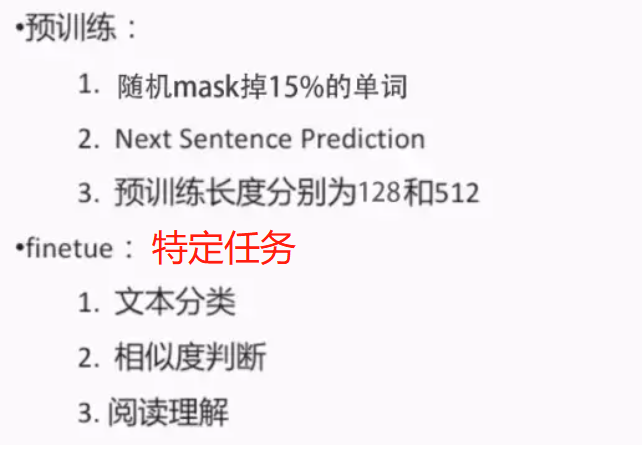 •预训练：
1. 随机mask掉15%的单词
2. Next Sentence Prediction
3. 预训练长度分别为128和512
•finetue： 特定任务
1. 文本分类
2. 相似度判断
3. 阅读理解